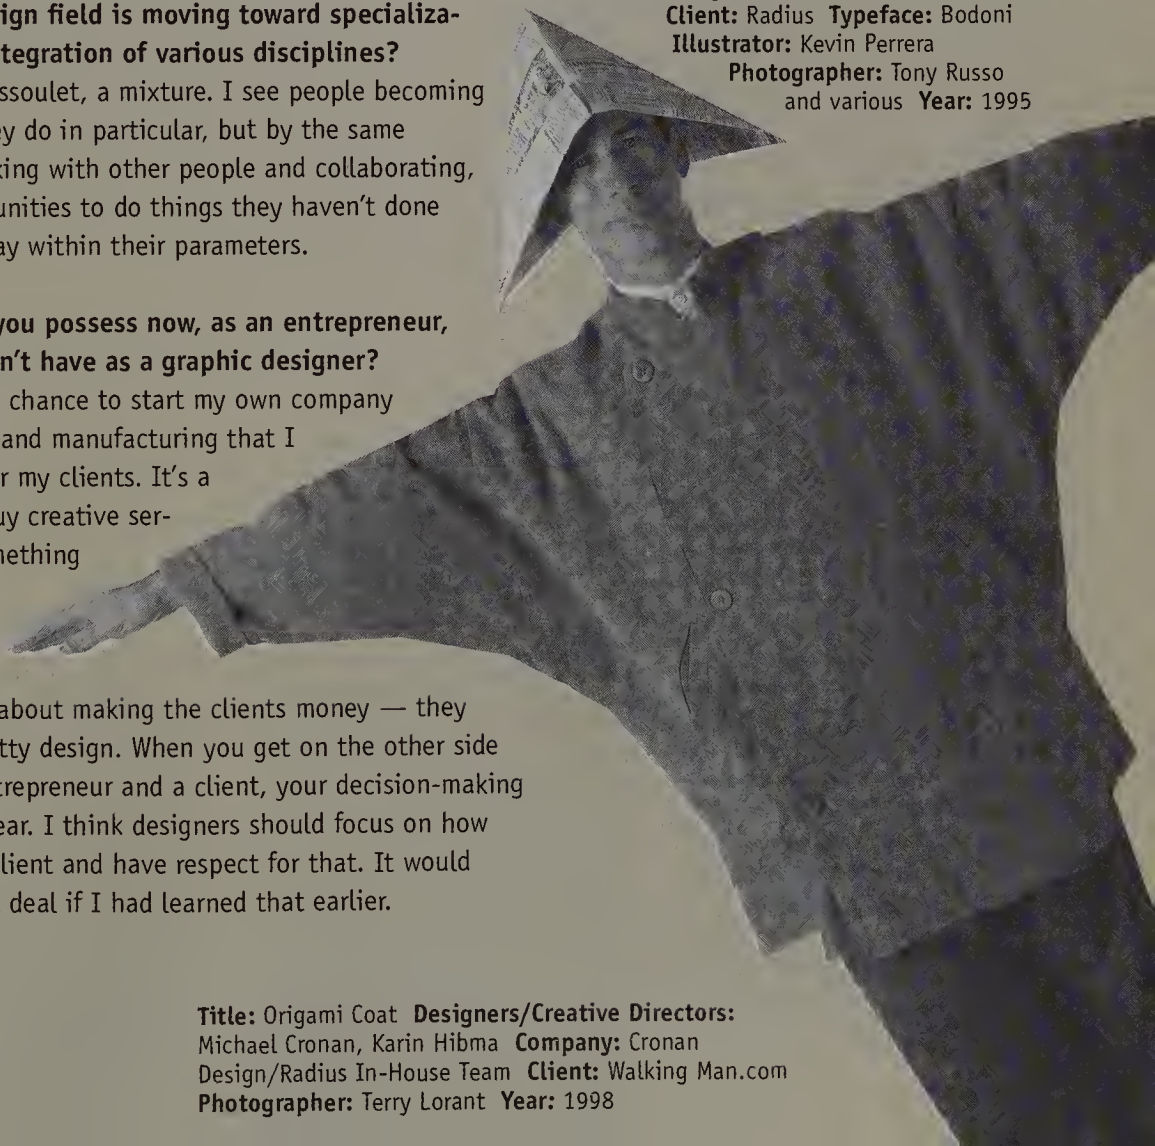 ign field is moving toward specializa-
tegration of various disciplines?
ssoulet, a mixture. I see people becoming
ey do in particular, but by the same
king with other people and collaborating,
unities to do things they haven't done
ay within their parameters.
you possess now, as an entrepreneur,
n't have as a graphic designer?
chance to start my own company
and manufacturing that I
r my clients. It's a
uy creative ser-
nething
about making the clients money — they
tty design. When you get on the other side
trepreneur and a client, your decision-making
ear. I think designers should focus on how
lient and have respect for that. It would
deal if I had learned that earlier.
Client: Radius Typeface: Bodoni
Illustrator: Kevin Perrera
Photographer: Tony Russo
and various Year: 1995
Title: Origami Coat Designers/Creative Directors:
Michael Cronan, Karin Hibma Company: Cronan
Design/Radius In-House Team Client: Walking Man.com
Photographer: Terry Lorant Year: 1998